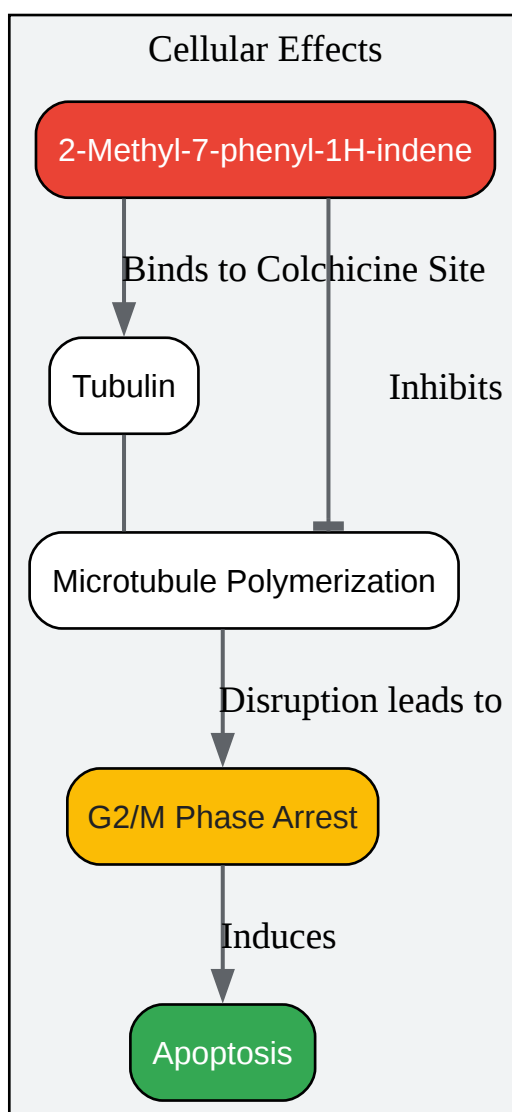 Cellular Effects
2-Methyl-7-phenyl-1H-indene
Binds to Colchicine Site
Tubulin
Inhibits
Microtubule Polymerization
Disruption leads to
G2/M Phase Arrest
Induces
Apoptosis